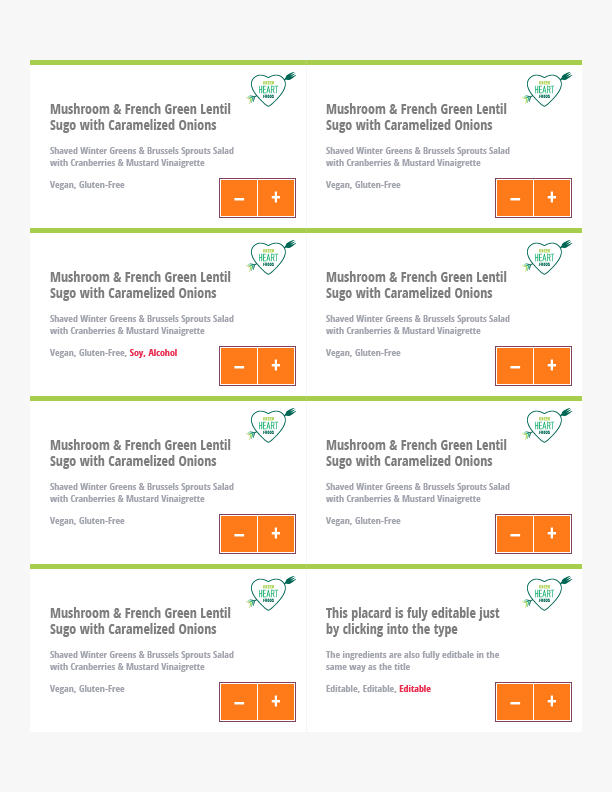 GREEN
HEART
FOODS
Mushroom & French Green Lentil
Sugo with Caramelized Onions
Shaved Winter Greens & Brussels Sprouts Salad
with Cranberries & Mustard Vinaigrette
Vegan, Gluten-Free
– +
GREEN
HEART
FOODS
Mushroom & French Green Lentil
Sugo with Caramelized Onions
Shaved Winter Greens & Brussels Sprouts Salad
with Cranberries & Mustard Vinaigrette
Vegan, Gluten-Free
– +
GREEN
HEART
FOODS
Mushroom & French Green Lentil
Sugo with Caramelized Onions
Shaved Winter Greens & Brussels Sprouts Salad
with Cranberries & Mustard Vinaigrette
Vegan, Gluten-Free, Soy, Alcohol
– +
GREEN
HEART
FOODS
Mushroom & French Green Lentil
Sugo with Caramelized Onions
Shaved Winter Greens & Brussels Sprouts Salad
with Cranberries & Mustard Vinaigrette
Vegan, Gluten-Free
– +
GREEN
HEART
FOODS
Mushroom & French Green Lentil
Sugo with Caramelized Onions
Shaved Winter Greens & Brussels Sprouts Salad
with Cranberries & Mustard Vinaigrette
Vegan, Gluten-Free
– +
GREEN
HEART
FOODS
Mushroom & French Green Lentil
Sugo with Caramelized Onions
Shaved Winter Greens & Brussels Sprouts Salad
with Cranberries & Mustard Vinaigrette
Vegan, Gluten-Free
– +
GREEN
HEART
FOODS
Mushroom & French Green Lentil
Sugo with Caramelized Onions
Shaved Winter Greens & Brussels Sprouts Salad
with Cranberries & Mustard Vinaigrette
Vegan, Gluten-Free
– +
GREEN
HEART
FOODS
This placard is fuly editable just
by clicking into the type
The ingredients are also fully editbale in the
same way as the title
Editable, Editable, Editable
– +